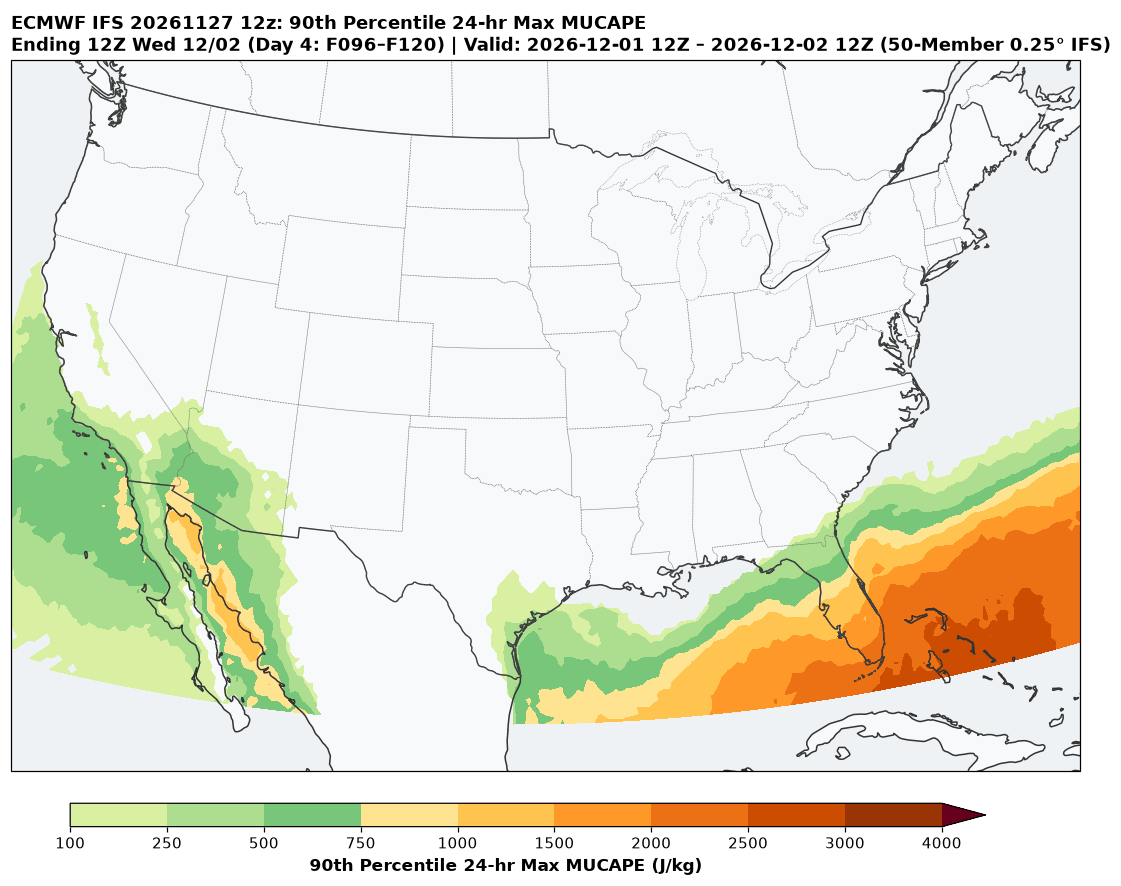 ECMWF IFS 20261127 12z: 90th Percentile 24-hr Max MUCAPE
Ending 12Z Wed 12/02 (Day 4: F096–F120) | Valid: 2026-12-01 12Z – 2026-12-02 12Z (50-Member 0.25° IFS)
100 250 500 750 1000 1500 2000 2500 3000 4000
90th Percentile 24-hr Max MUCAPE (J/kg)